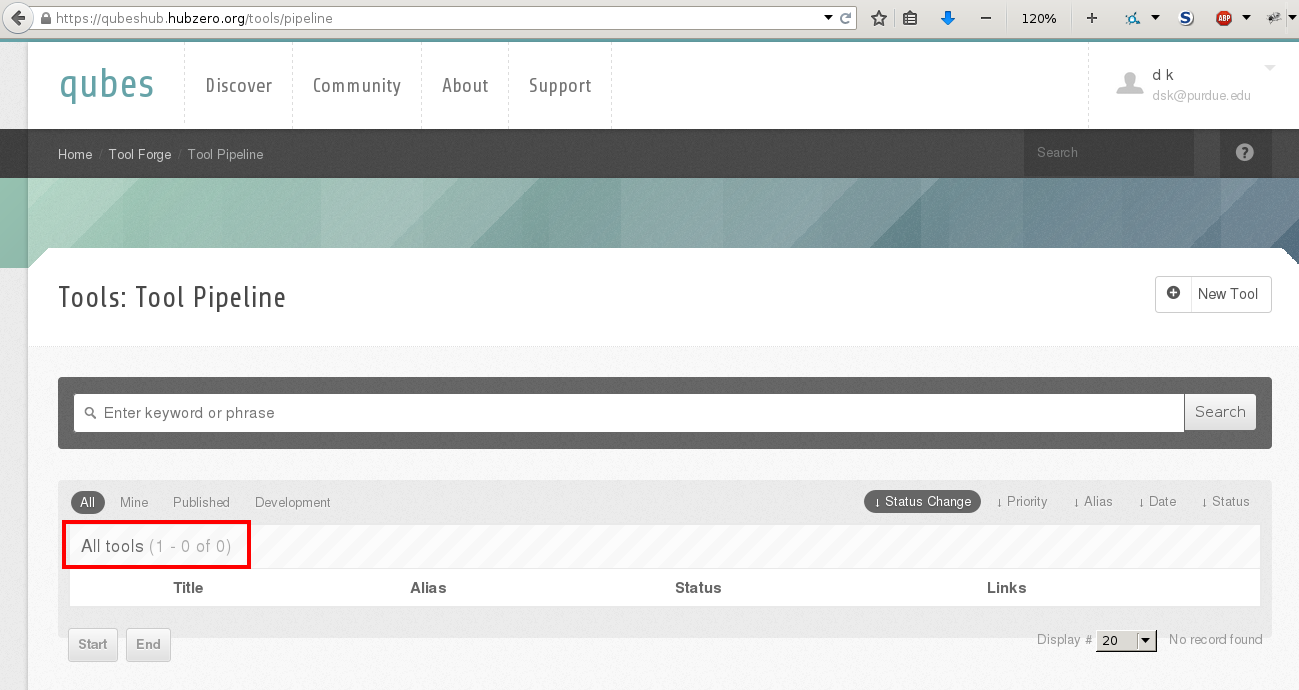 https://qubeshub.hubzero.org/tools/pipeline
120%
S
ABP
qubes
Discover
Community
About
Support
d k
dsk@purdue.edu
Home / Tool Forge / Tool Pipeline
Search
?
Tools: Tool Pipeline
New Tool
Enter keyword or phrase
Search
All Mine Published Development
↓ Status Change ↓ Priority ↓ Alias ↓ Date ↓ Status
All tools (1 - 0 of 0)
Title Alias Status Links
Start End
Display # 20 No record found